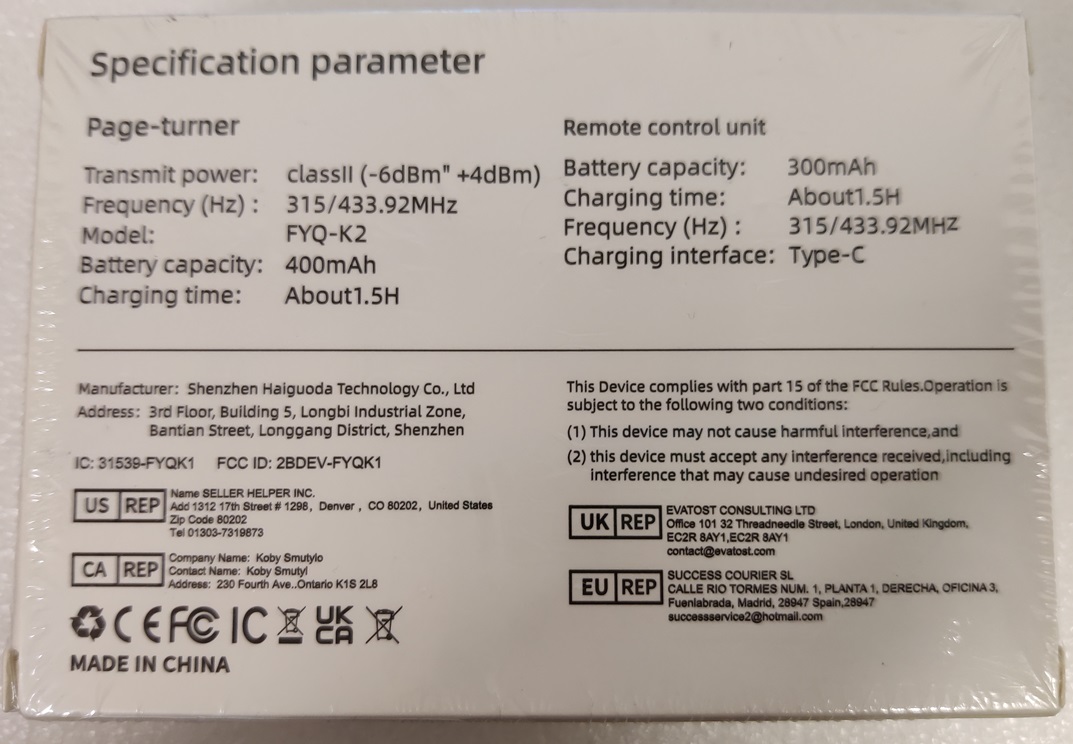 Specification parameter
Page-turner
Transmit power: classII (-6dBm" +4dBm)
Frequency (Hz) : 315/433.92MHz
Model: FYQ-K2
Battery capacity: 400mAh
Charging time: About1.5H
Remote control unit
Battery capacity: 300mAh
Charging time: About1.5H
Frequency (Hz) : 315/433.92MHZ
Charging interface: Type-C
Manufacturer: Shenzhen Haiguoda Technology Co., Ltd
Address: 3rd Floor, Building 5, Longbi Industrial Zone,
Bantian Street, Longgang District, Shenzhen
IC: 31539-FYQK1 FCC ID: 2BDEV-FYQK1
US REP
Name SELLER HELPER INC.
Add 1312 17th Street # 1298, Denver , CO 80202, United States
Zip Code 80202
Tel 01303-7319873
CA REP
Company Name: Koby Smutylo
Contact Name: Koby Smutyl
Address: 230 Fourth Ave..Ontario K1S 2L8
CE FCC IC UK CA
MADE IN CHINA
This Device complies with part 15 of the FCC Rules.Operation is
subject to the following two conditions:
(1) This device may not cause harmful interference,and
(2) this device must accept any interference received,including
interference that may cause undesired operation
UK REP
EVATOST CONSULTING LTD
Office 101 32 Threadneedle Street, London, United Kingdom,
EC2R 8AY1,EC2R 8AY1
contact@evatost.com
EU REP
SUCCESS COURIER SL
CALLE RIO TORMES NUM. 1, PLANTA 1, DERECHA, OFICINA 3,
Fuenlabrada, Madrid, 28947 Spain,28947
successservice2@hotmail.com